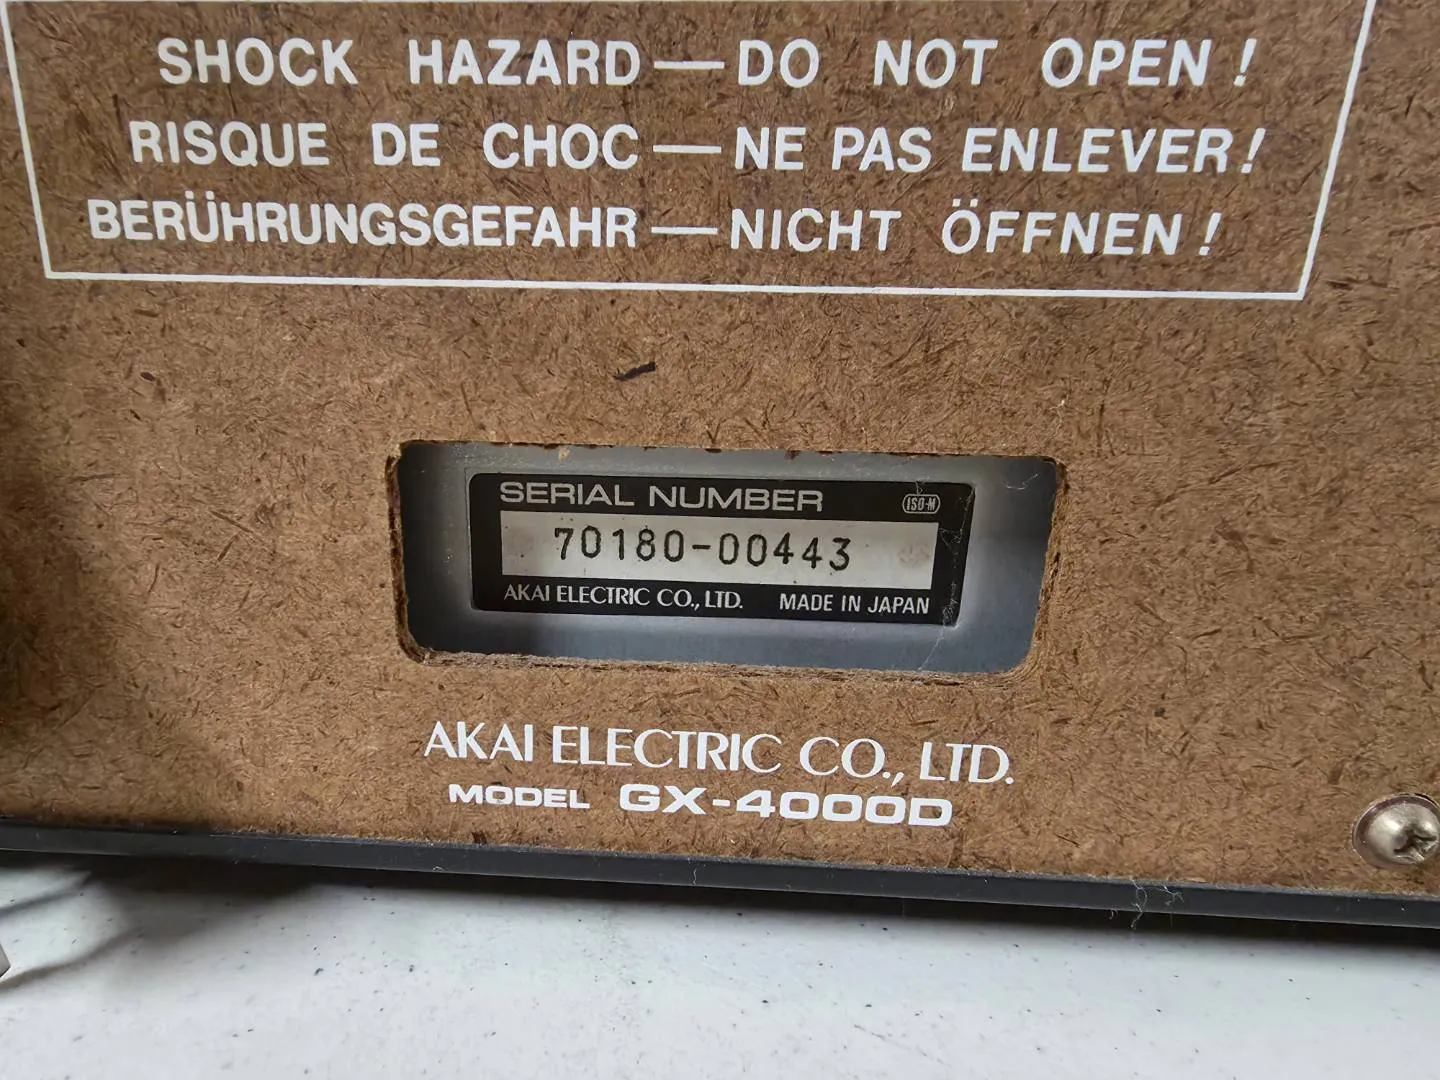 SHOCK HAZARD — DO NOT OPEN!
RISQUE DE CHOC — NE PAS ENLEVER!
BERÜHRUNGSGEFAHR — NICHT ÖFFNEN!
SERIAL NUMBER ISO-M
70180-00443
AKAI ELECTRIC CO., LTD. MADE IN JAPAN
AKAI ELECTRIC CO., LTD.
MODEL GX-4000D